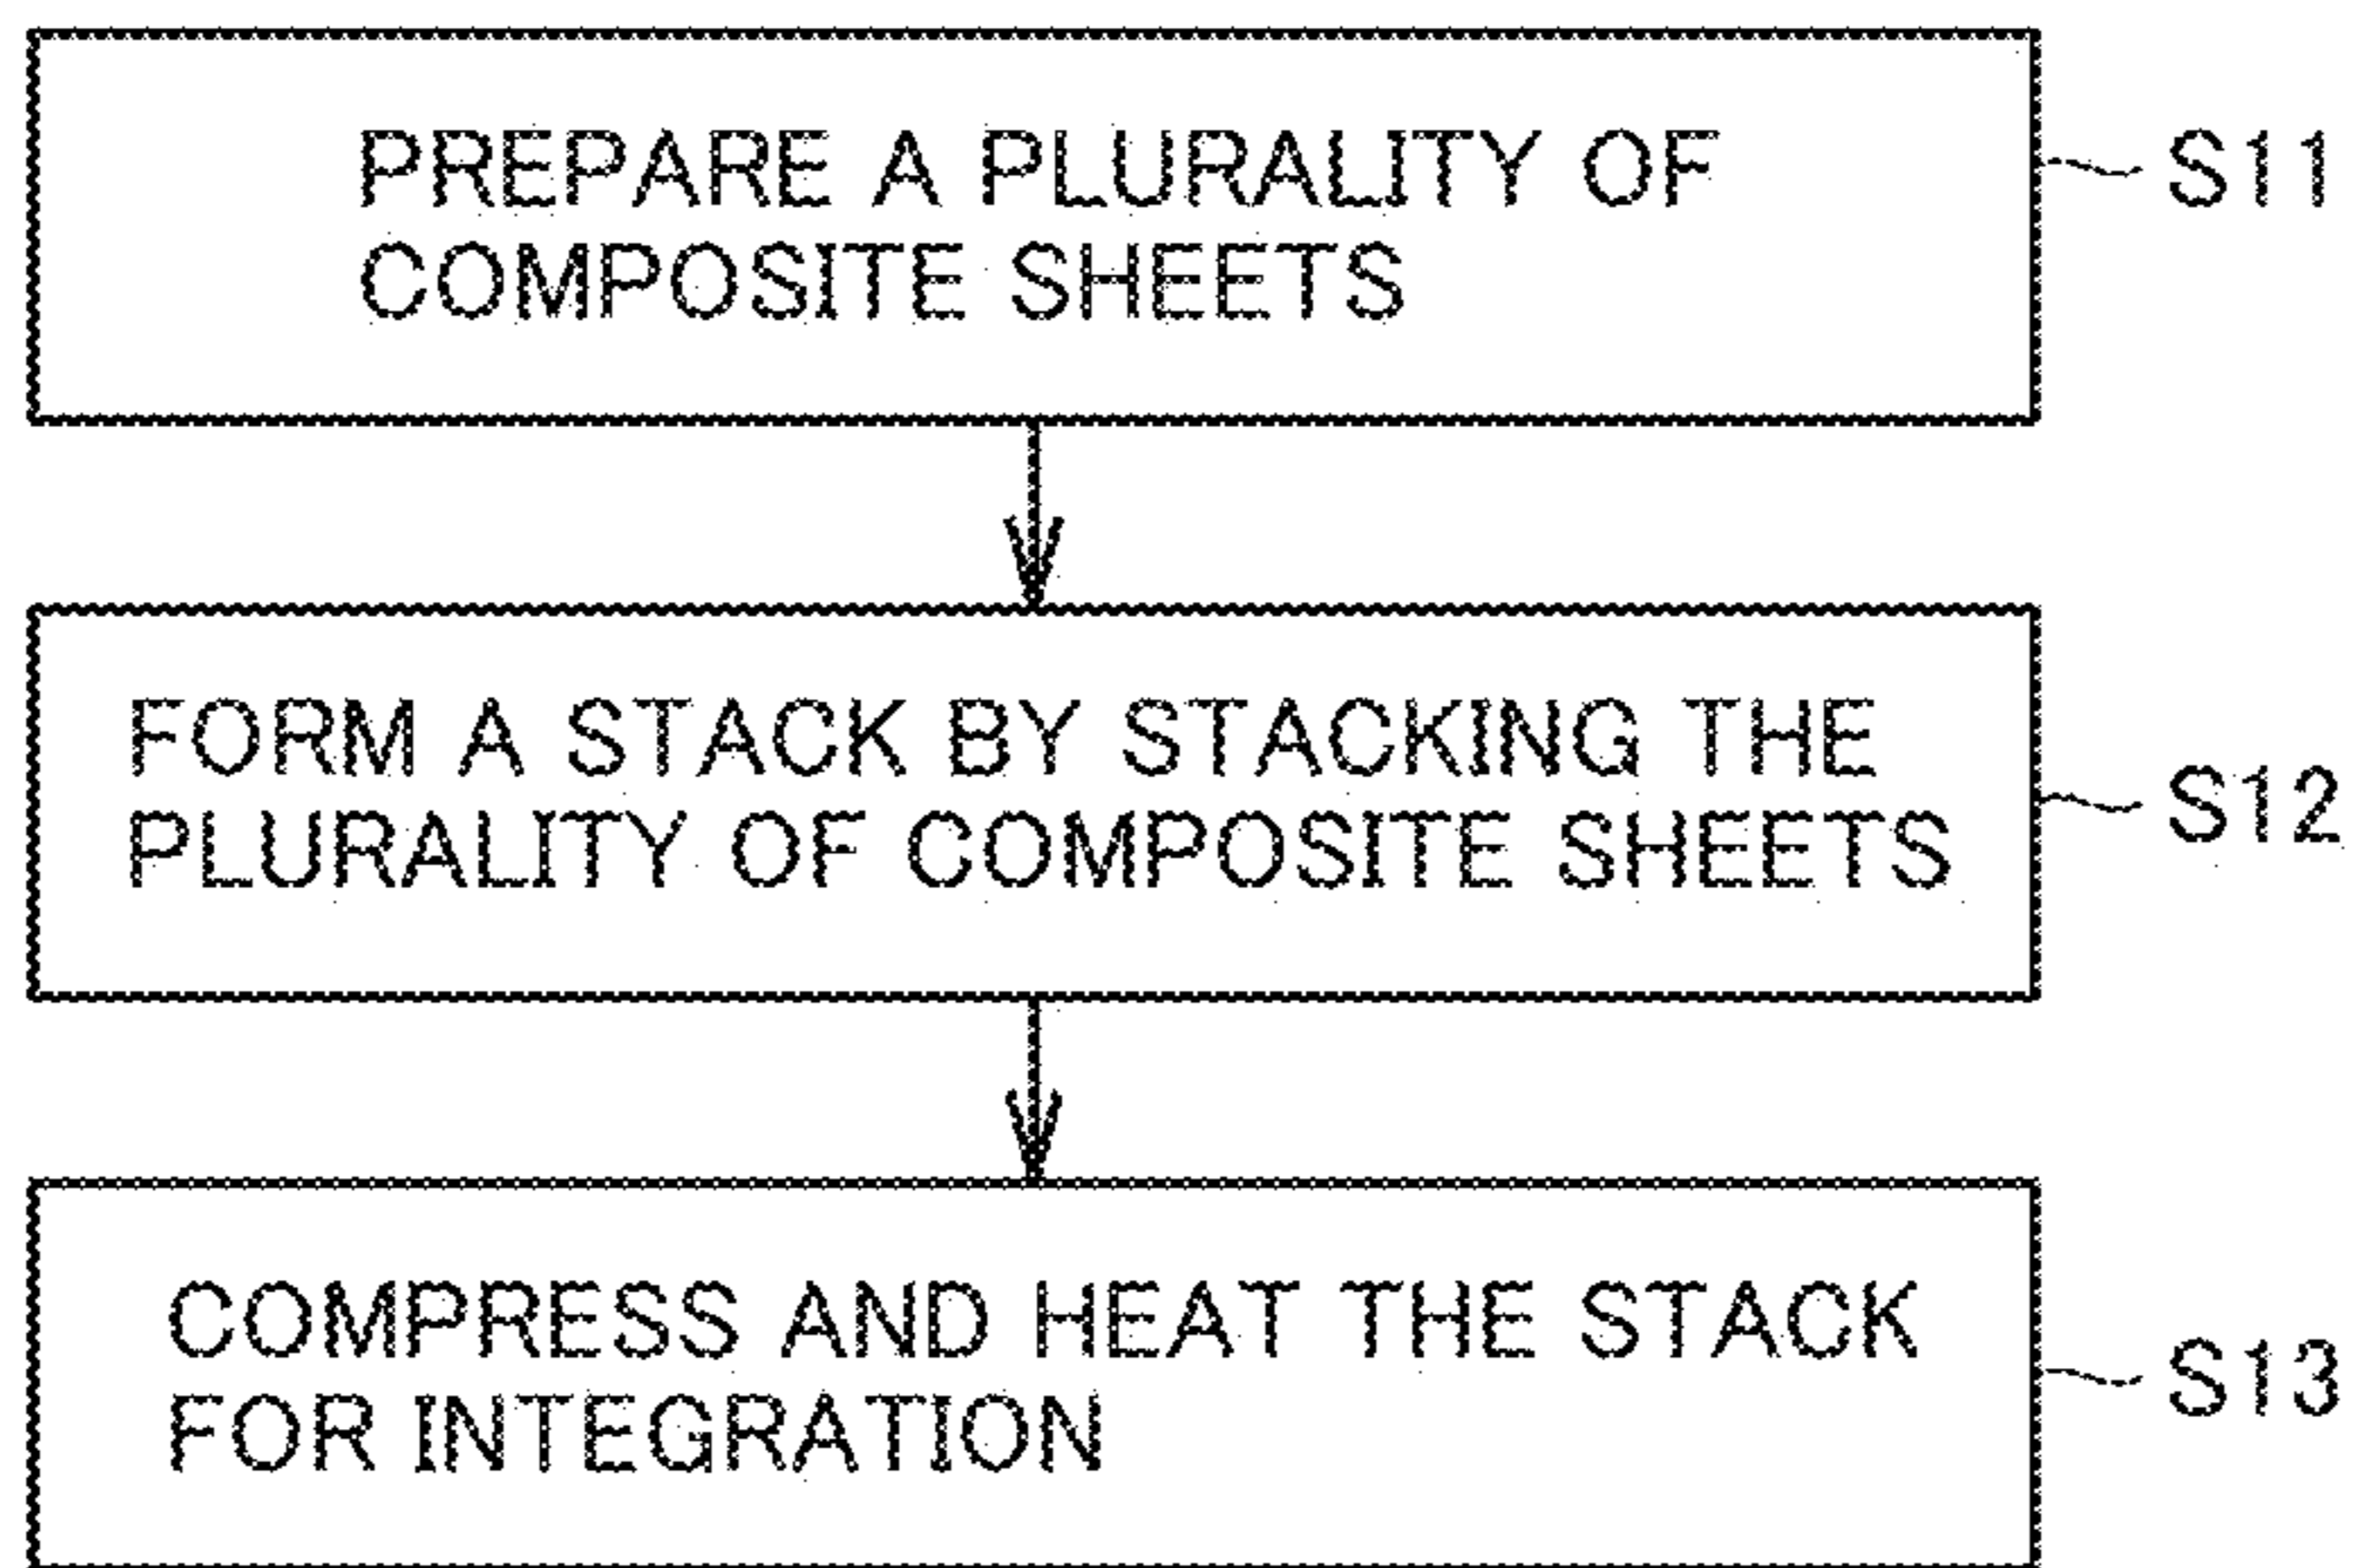 PREPARE A PLURALITY OF
COMPOSITE SHEETS
S11
FORM A STACK BY STACKING THE
PLURALITY OF COMPOSITE SHEETS
S12
COMPRESS AND HEAT THE STACK
FOR INTEGRATION
S13